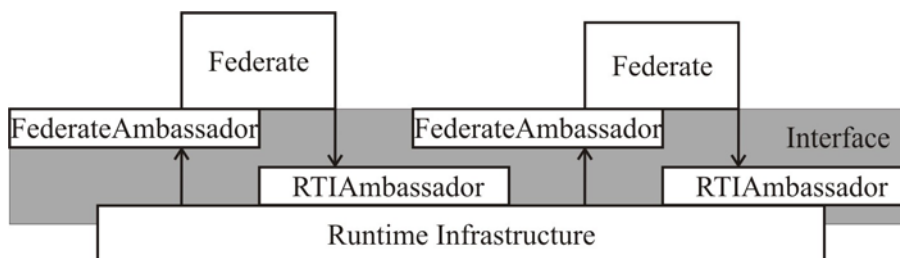 Federate
Federate
FederateAmbassador
FederateAmbassador
Interface
RTIAmbassador
RTIAmbassador
Runtime Infrastructure